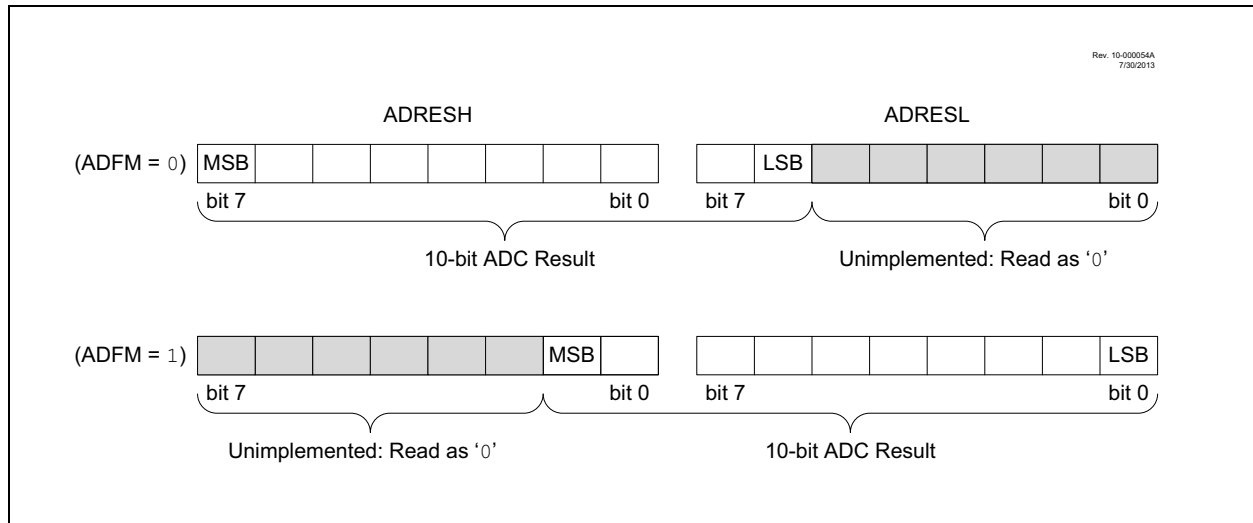 Rev. 10-000054A
7/30/2013
ADRESH ADRESL
(ADFM = 0) MSB LSB
bit 7 bit 0 bit 7 bit 0
10-bit ADC Result Unimplemented: Read as ‘0’
(ADFM = 1) MSB LSB
bit 7 bit 0 bit 7 bit 0
Unimplemented: Read as ‘0’ 10-bit ADC Result